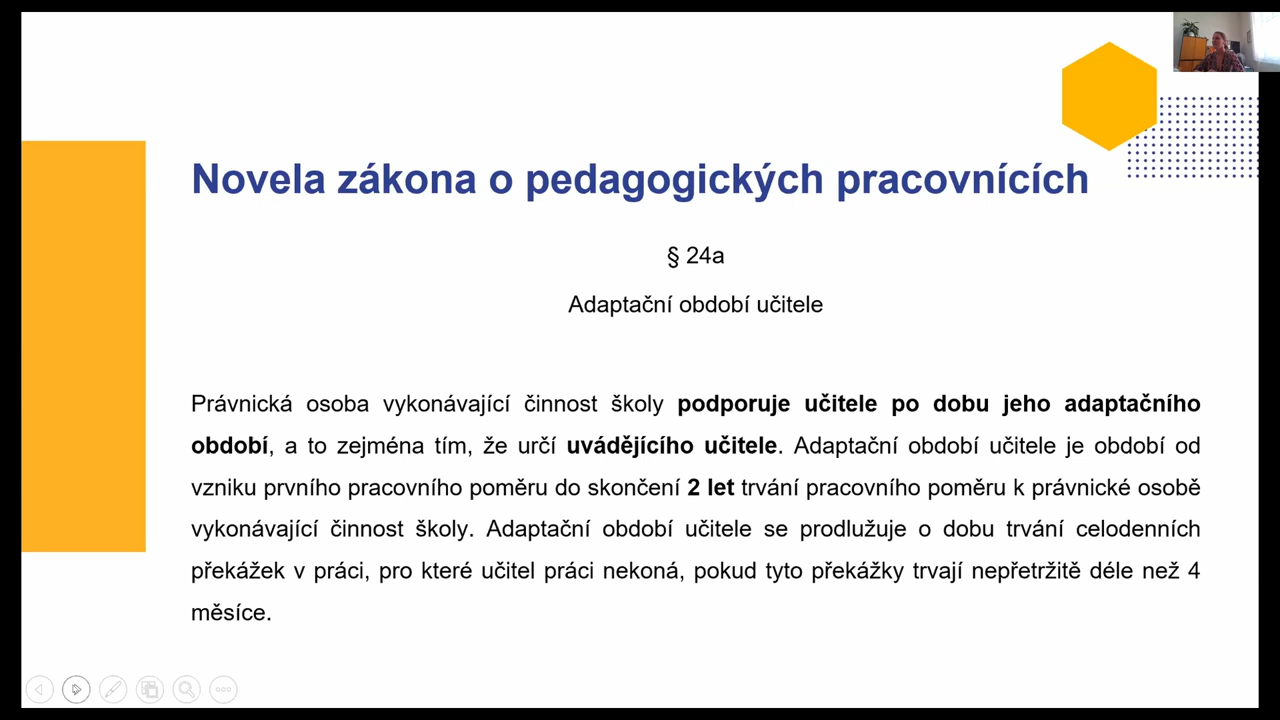 Novela zákona o pedagogických pracovnících
§ 24a
Adaptační období učitele
Právnická osoba vykonávající činnost školy podporuje učitele po dobu jeho adaptačního
období, a to zejména tím, že určí uvádějícího učitele. Adaptační období učitele je období od
vzniku prvního pracovního poměru do skončení 2 let trvání pracovního poměru k právnické osobě
vykonávající činnost školy. Adaptační období učitele se prodlužuje o dobu trvání celodenních
překážek v práci, pro které učitel práci nekoná, pokud tyto překážky trvají nepřetržitě déle než 4
měsíce.